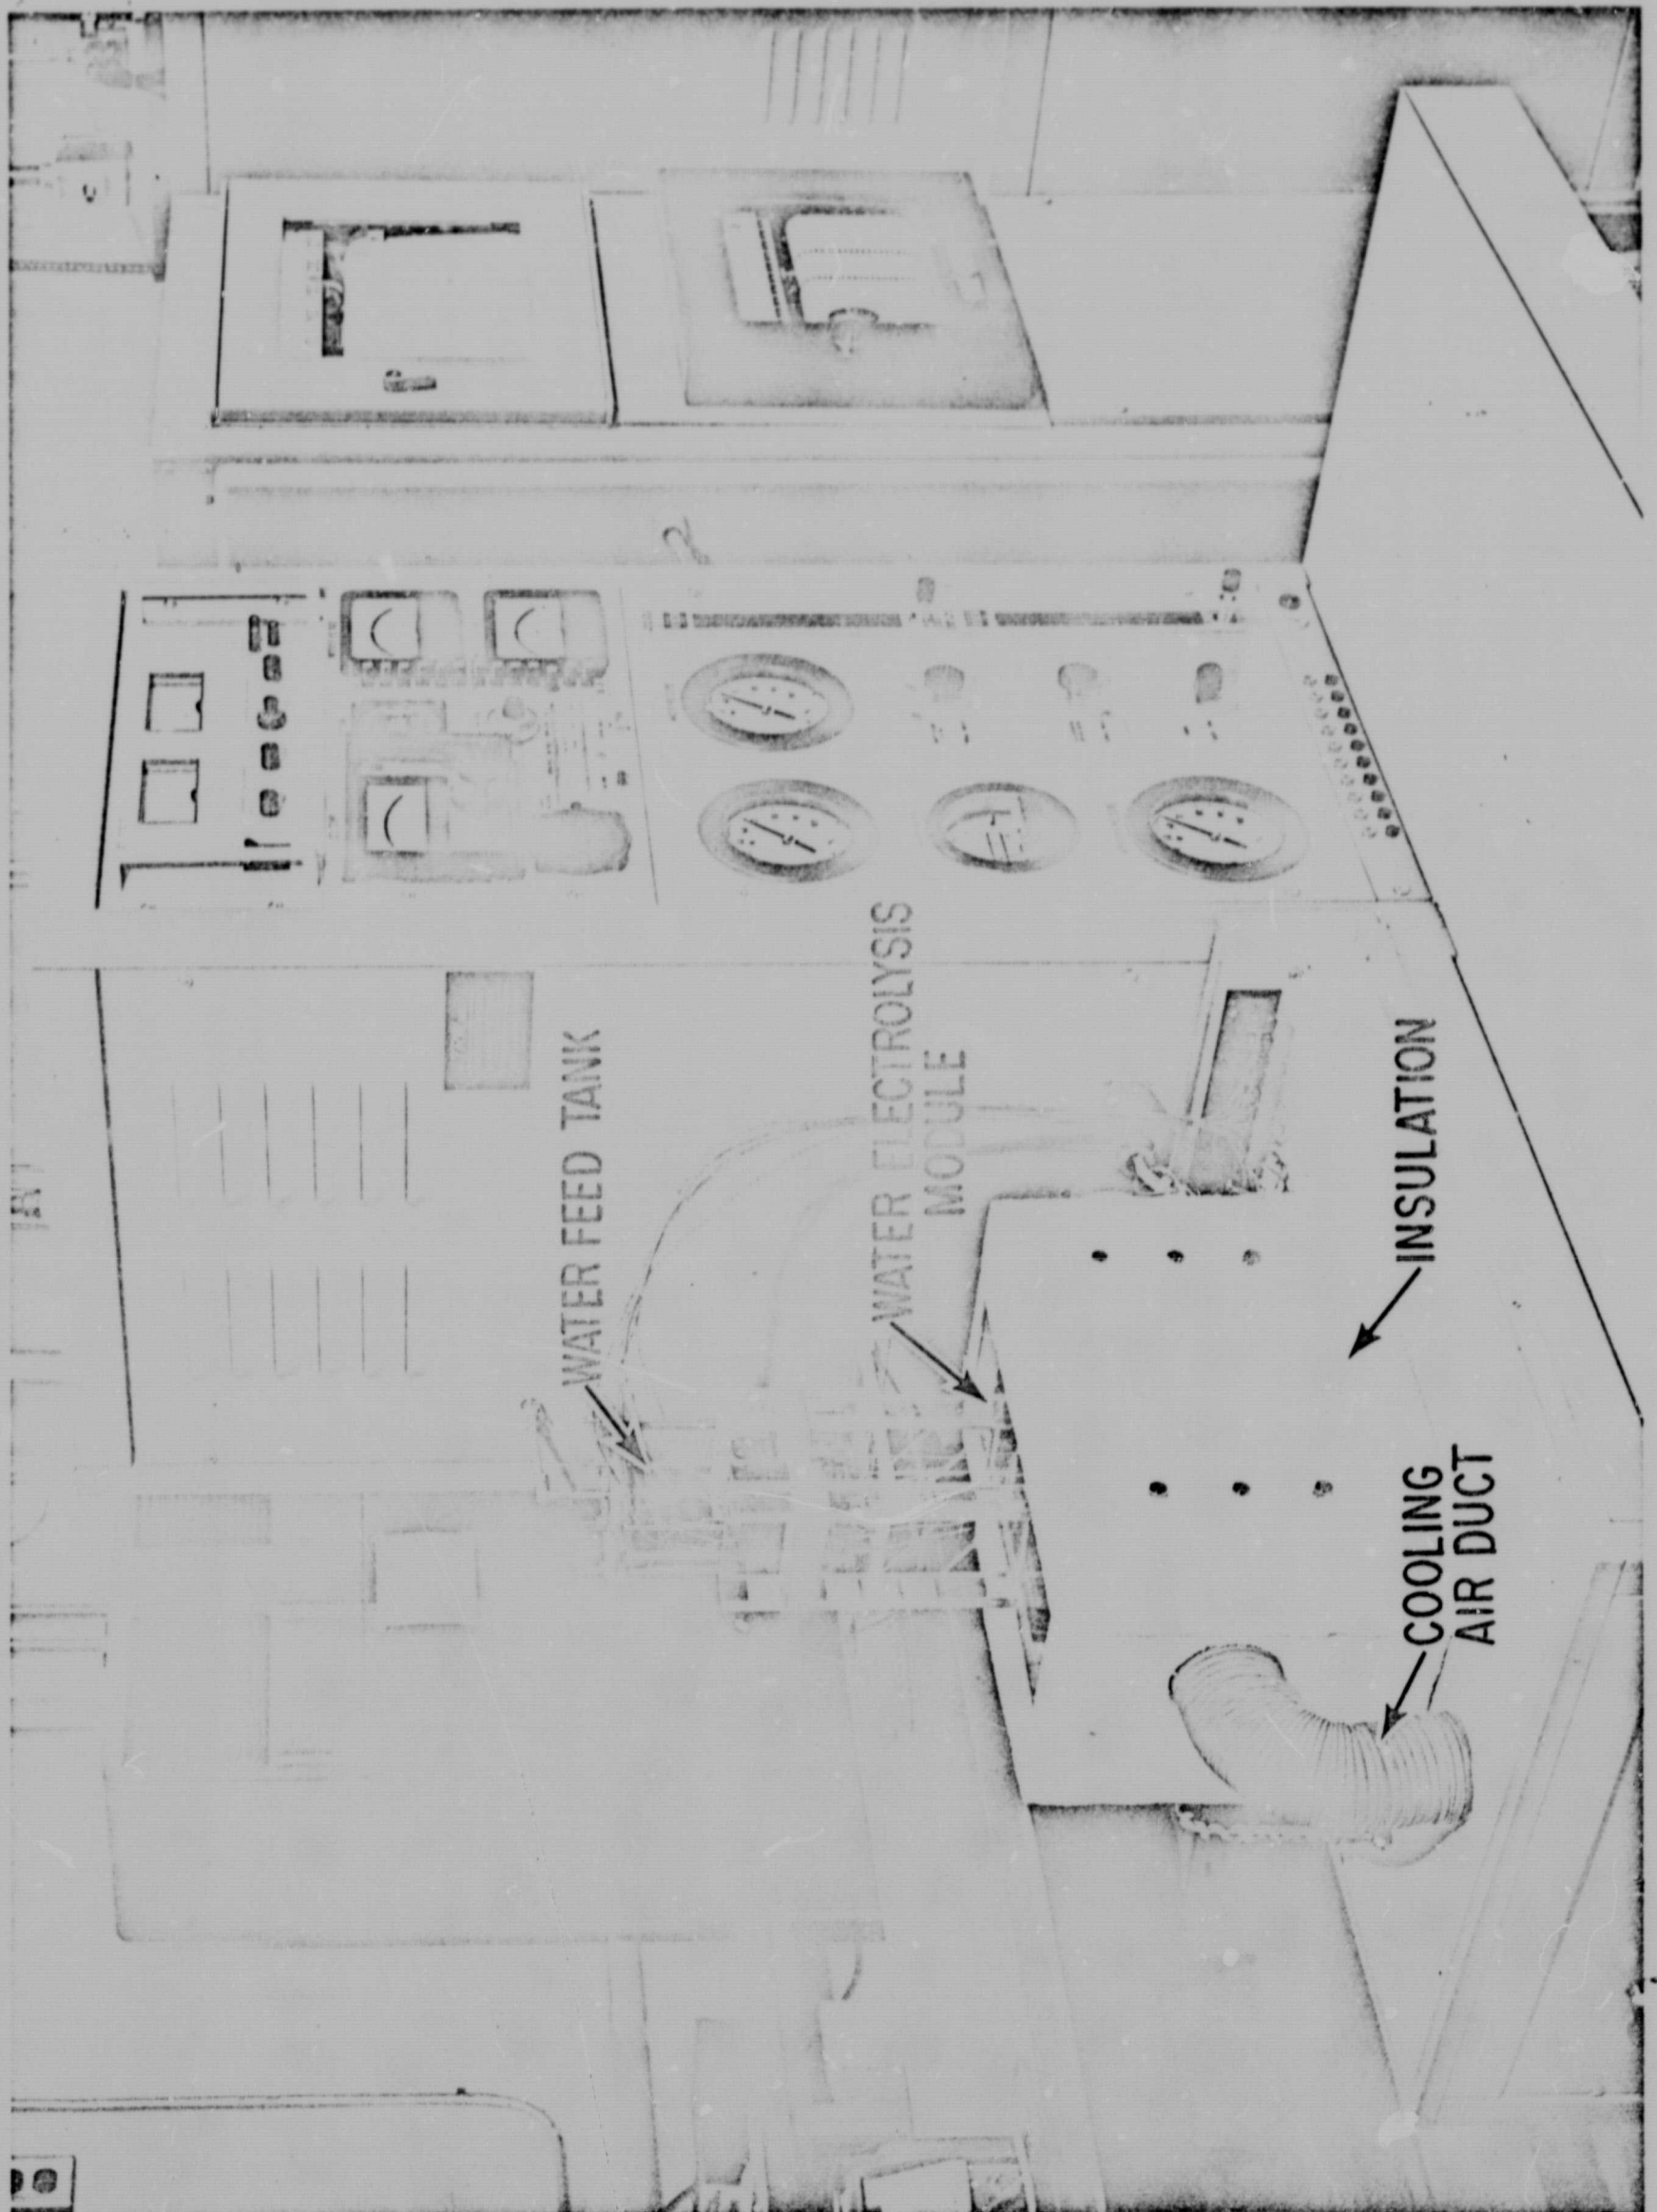 WATER FEED TANK
WATER ELECTROLYSIS
MODULE
INSULATION
COOLING
AIR DUCT